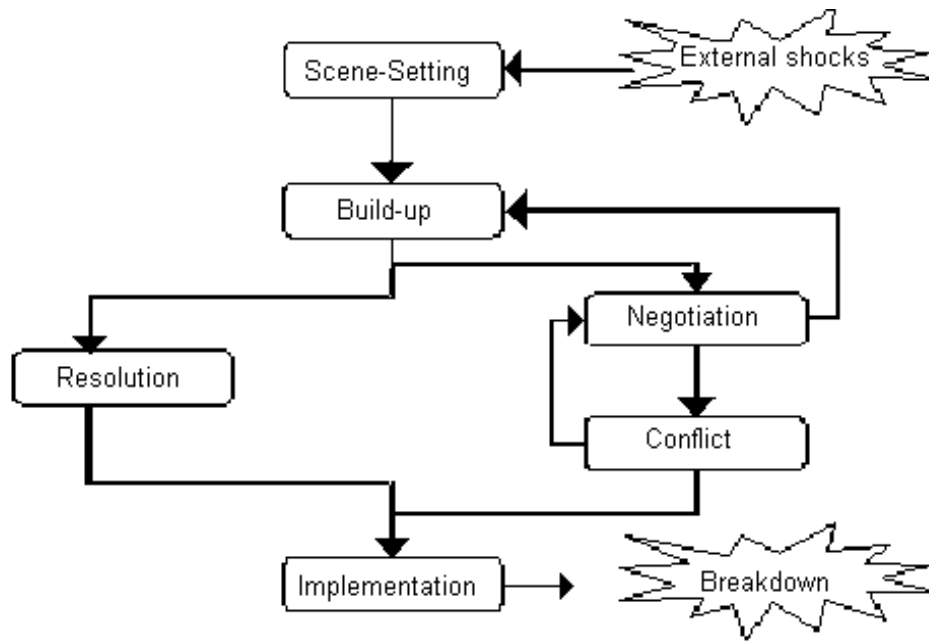 External shocks
Scene-Setting
Build-up
Negotiation
Resolution
Conflict
Implementation
Breakdown